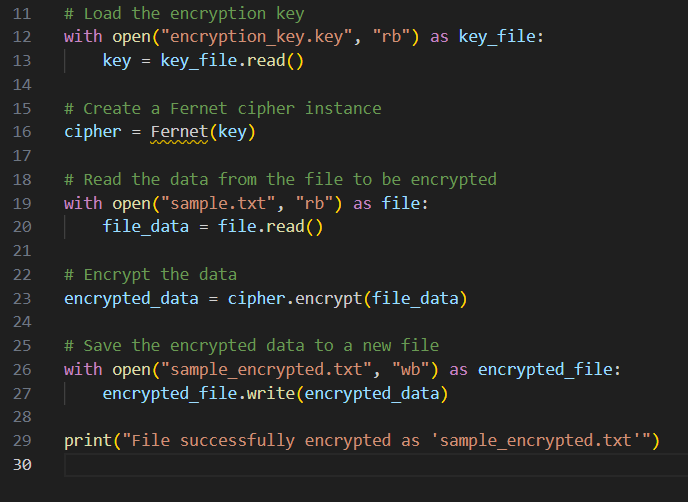 11 # Load the encryption key
12 with open("encryption_key.key", "rb") as key_file:
13     key = key_file.read()
14
15 # Create a Fernet cipher instance
16 cipher = Fernet(key)
17
18 # Read the data from the file to be encrypted
19 with open("sample.txt", "rb") as file:
20     file_data = file.read()
21
22 # Encrypt the data
23 encrypted_data = cipher.encrypt(file_data)
24
25 # Save the encrypted data to a new file
26 with open("sample_encrypted.txt", "wb") as encrypted_file:
27     encrypted_file.write(encrypted_data)
28
29 print("File successfully encrypted as 'sample_encrypted.txt'")
30